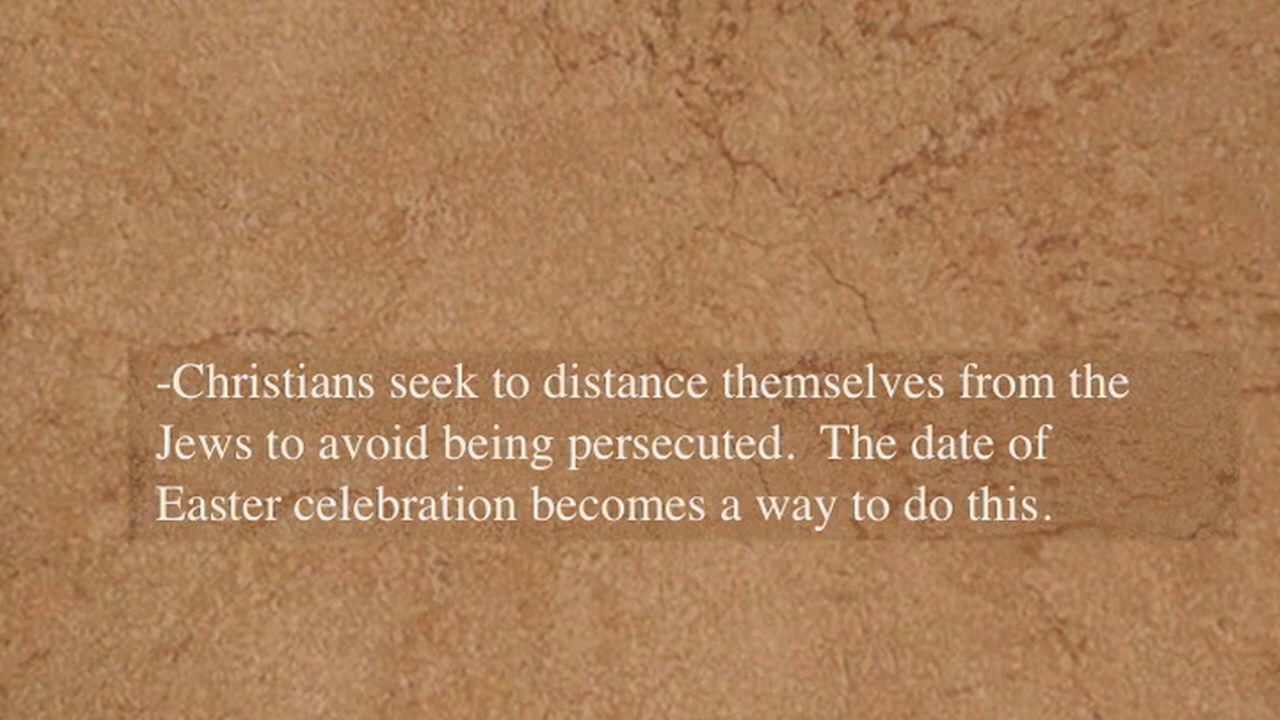 -Christians seek to distance themselves from the
Jews to avoid being persecuted.  The date of
Easter celebration becomes a way to do this.